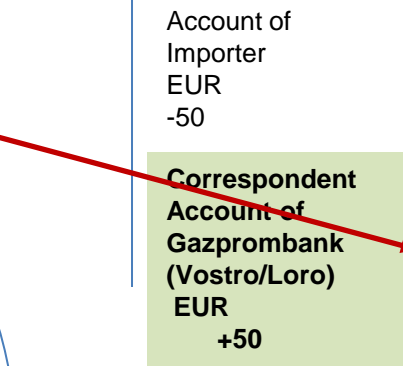 Account of
Importer
EUR
-50
Correspondent
Account of
Gazprombank
(Vostro/Loro)
EUR
+50